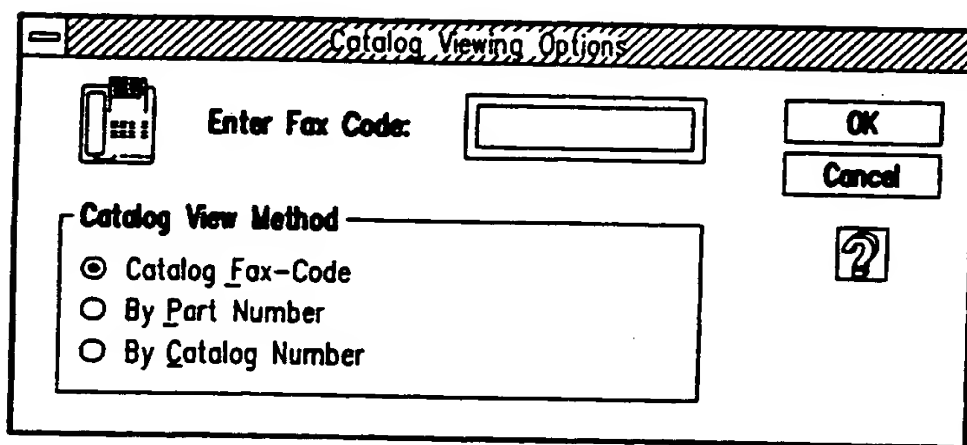 Catalog Viewing Options
Enter Fax Code:
OK
Cancel
Catalog View Method
Catalog Fax-Code
By Part Number
By Catalog Number
?